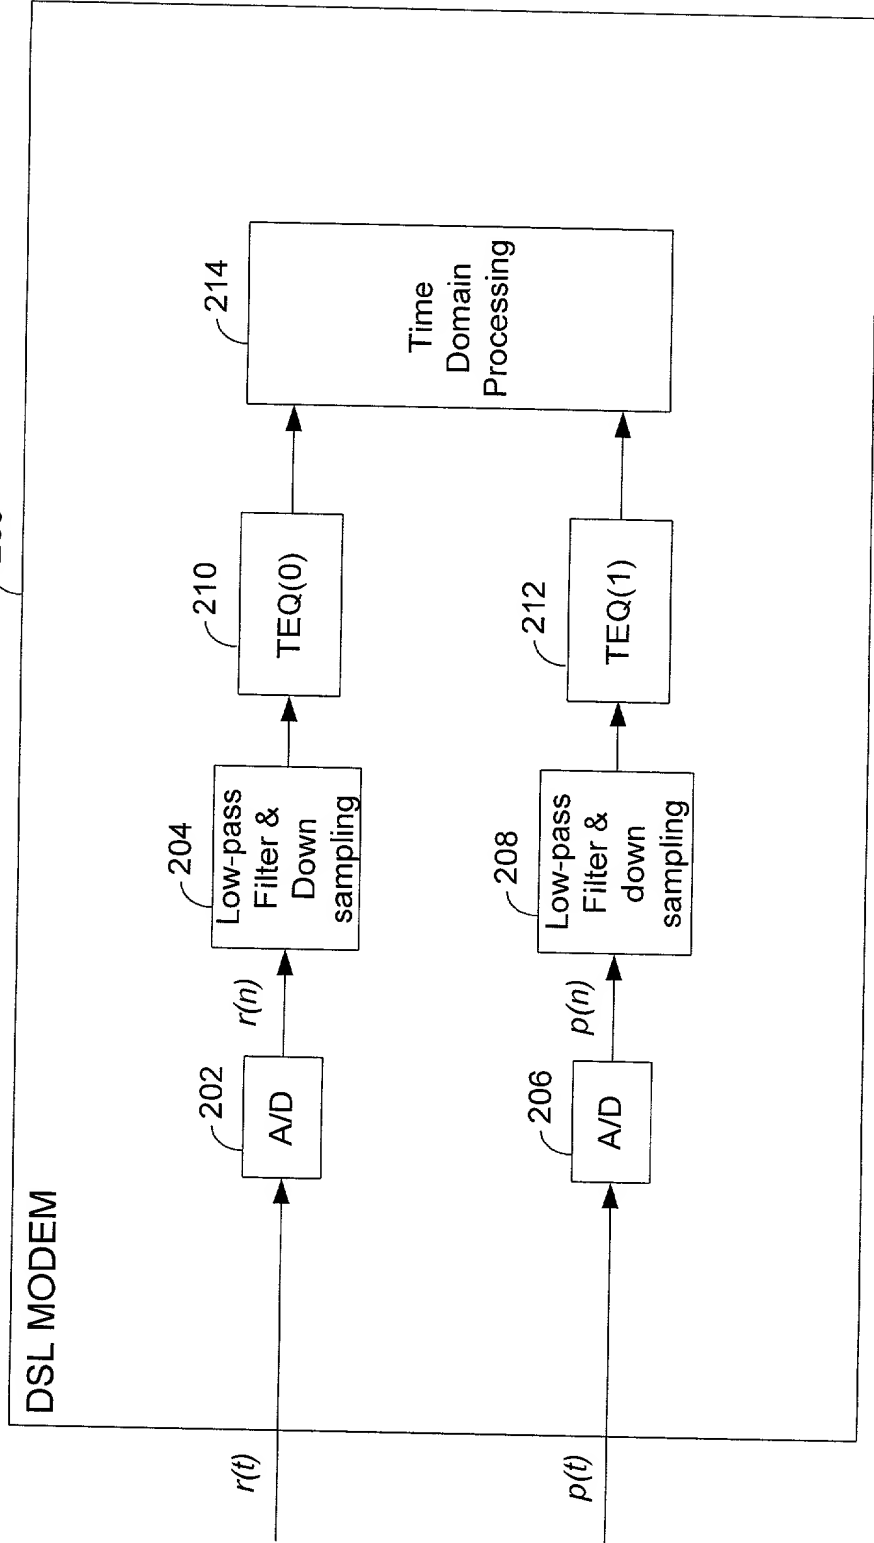 DSL MODEM
r(t)
202
A/D
r(n)
204
Low-pass
Filter &
Down
sampling
210
TEQ(0)
214
Time
Domain
Processing
p(t)
206
A/D
p(n)
208
Low-pass
Filter &
down
sampling
212
TEQ(1)